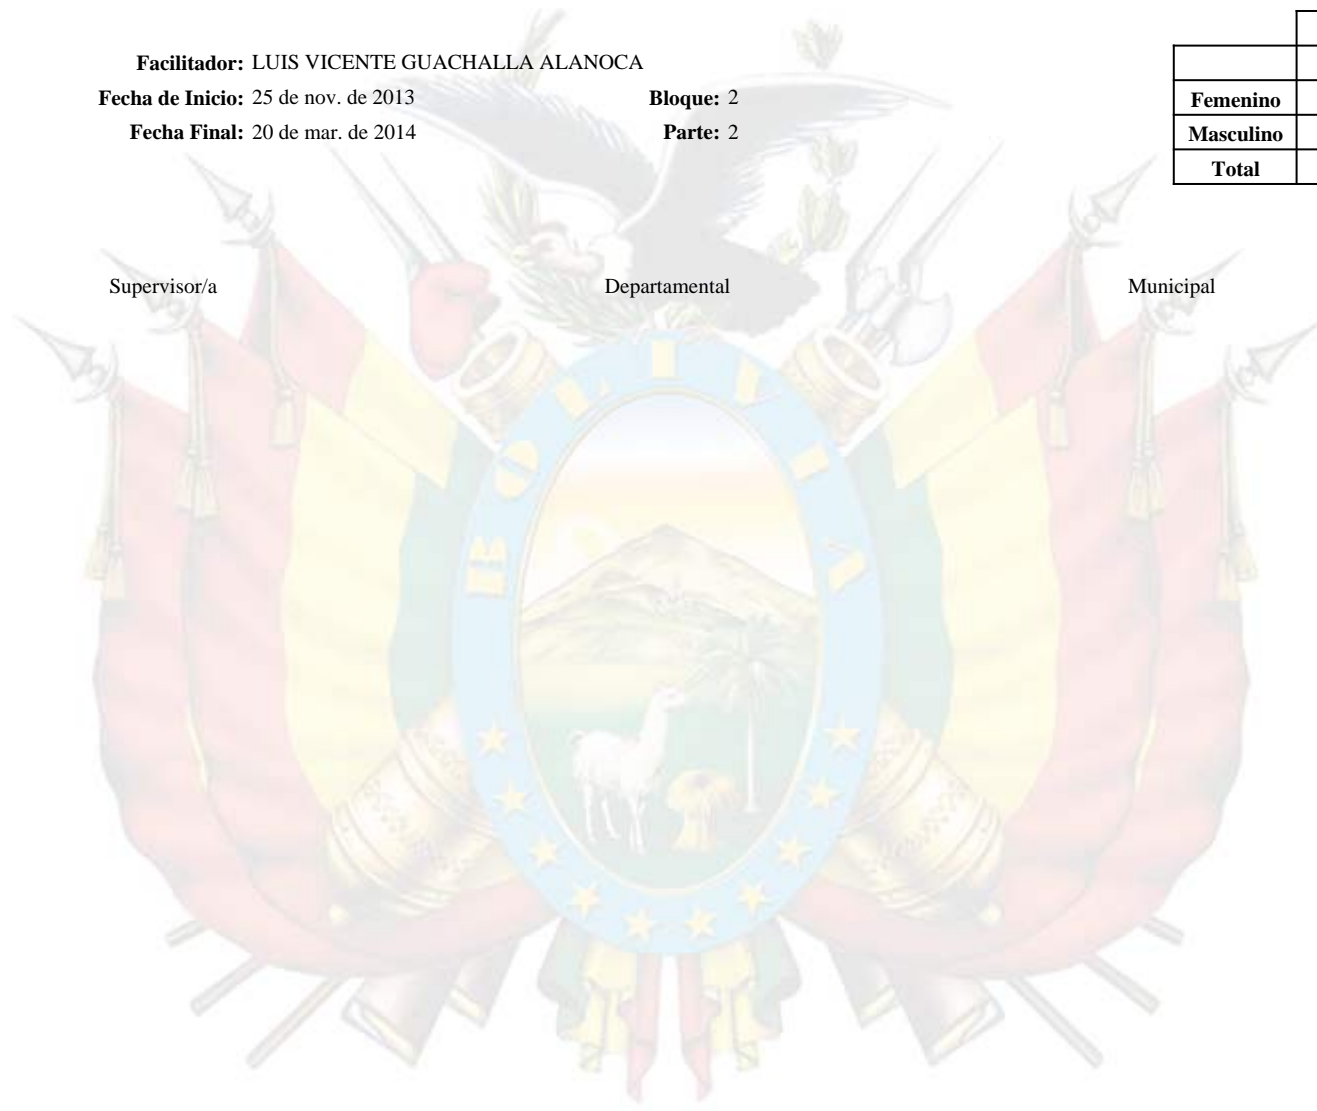 Facilitador: LUIS VICENTE GUACHALLA ALANOCA
Fecha de Inicio: 25 de nov. de 2013 Bloque: 2
Fecha Final: 20 de mar. de 2014 Parte: 2
Femenino
Masculino
Total
Supervisor/a Departamental Municipal
BOLIVIA